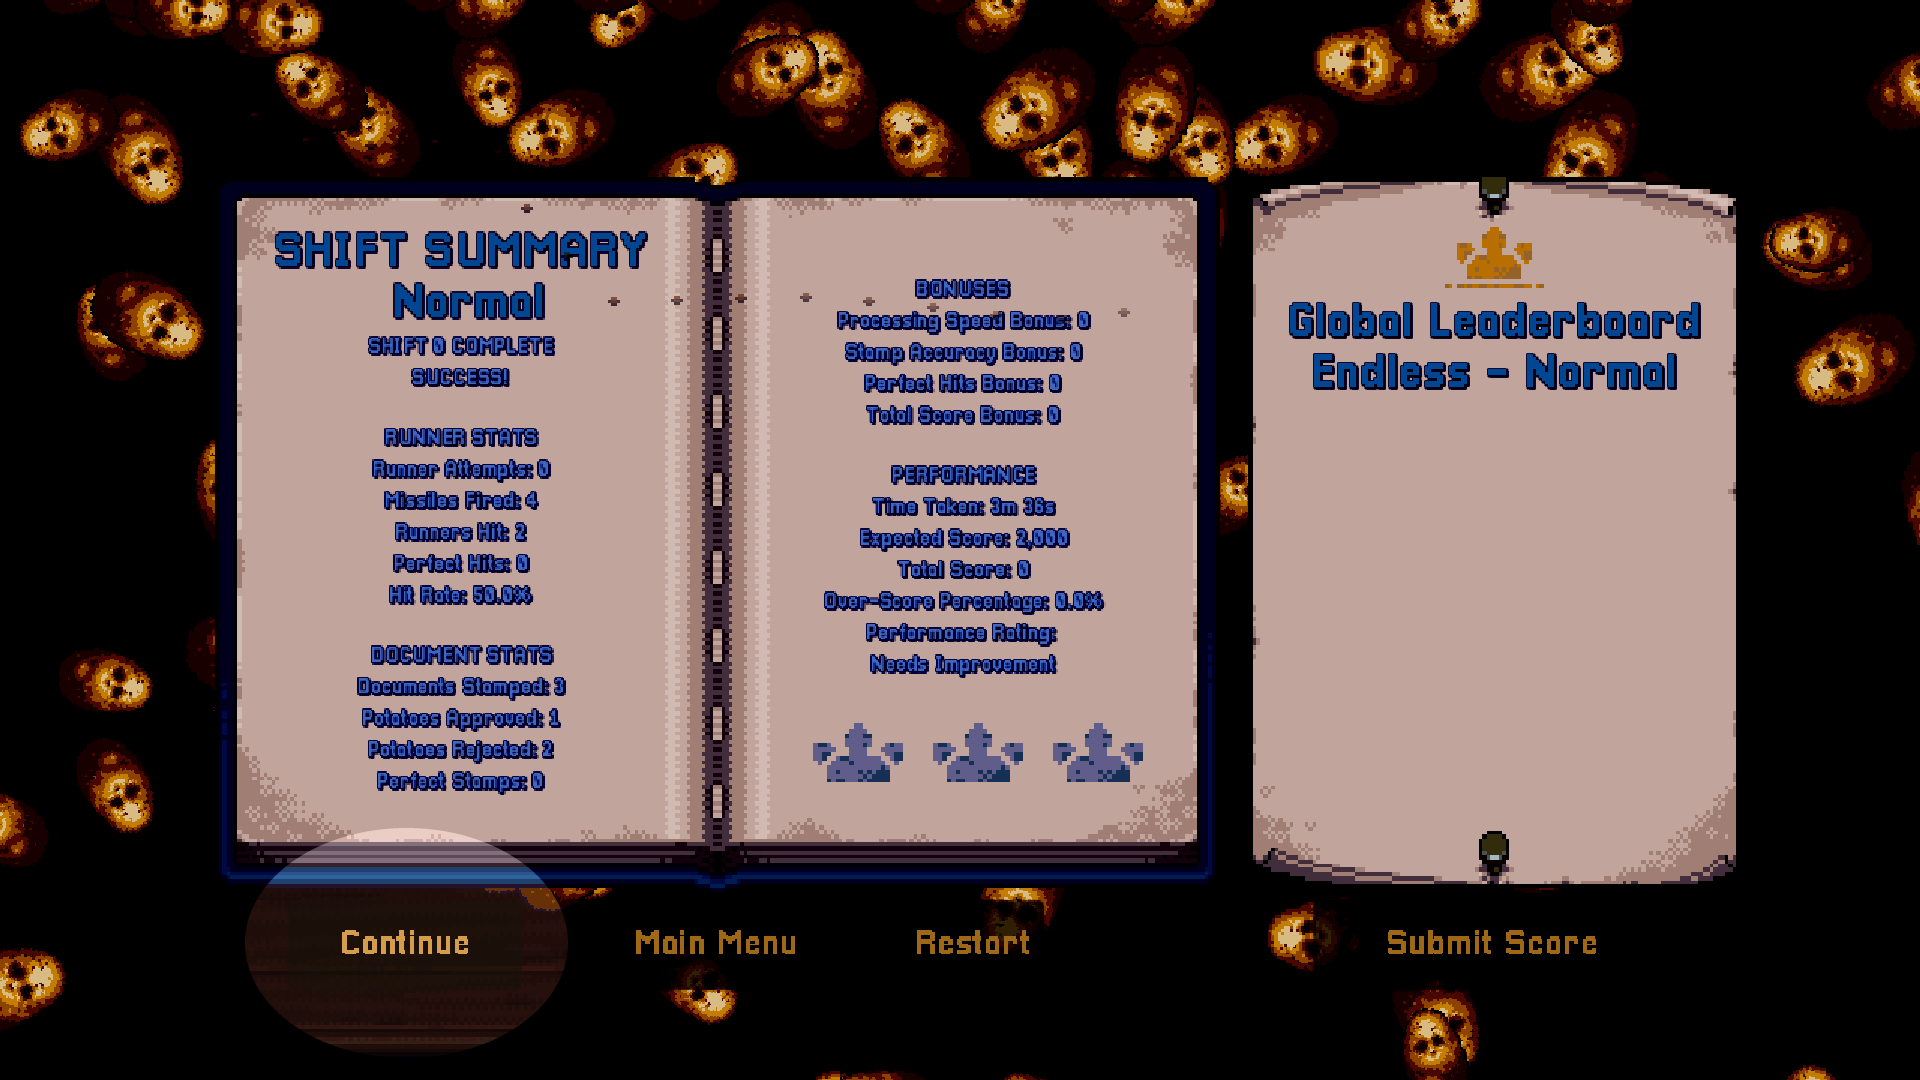 SHIFT SUMMARY
Normal
SHIFT 0 COMPLETE
SUCCESS!
RUNNER STATS
Runner Attempts: 0
Missiles Fired: 4
Runners Hit: 2
Perfect Hits: 0
Hit Rate: 50.0%
DOCUMENT STATS
Documents Stamped: 3
Potatoes Approved: 1
Potatoes Rejected: 2
Perfect Stamps: 0
BONUSES
Processing Speed Bonus: 0
Stamp Accuracy Bonus: 0
Perfect Hits Bonus: 0
Total Score Bonus: 0
PERFORMANCE
Time Taken: 3m 36s
Expected Score: 2,000
Total Score: 0
Over-Score Percentage: 0.0%
Performance Rating:
Needs Improvement
Global Leaderboard
Endless - Normal
Continue
Main Menu
Restart
Submit Score